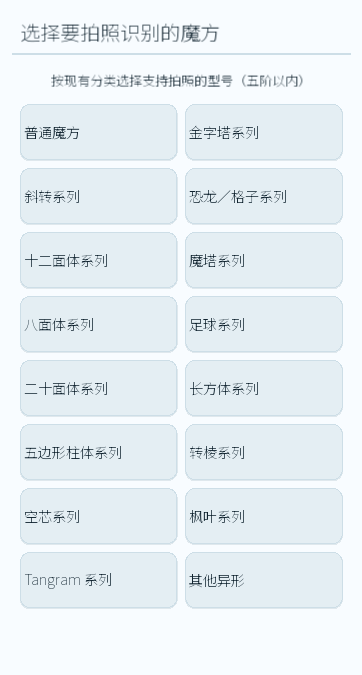 选择要拍照识别的魔方
按现有分类选择支持拍照的型号（五阶以内）
普通魔方
金字塔系列
斜转系列
恐龙／格子系列
十二面体系列
魔塔系列
八面体系列
足球系列
二十面体系列
长方体系列
五边形柱体系列
转棱系列
空芯系列
枫叶系列
Tangram 系列
其他异形